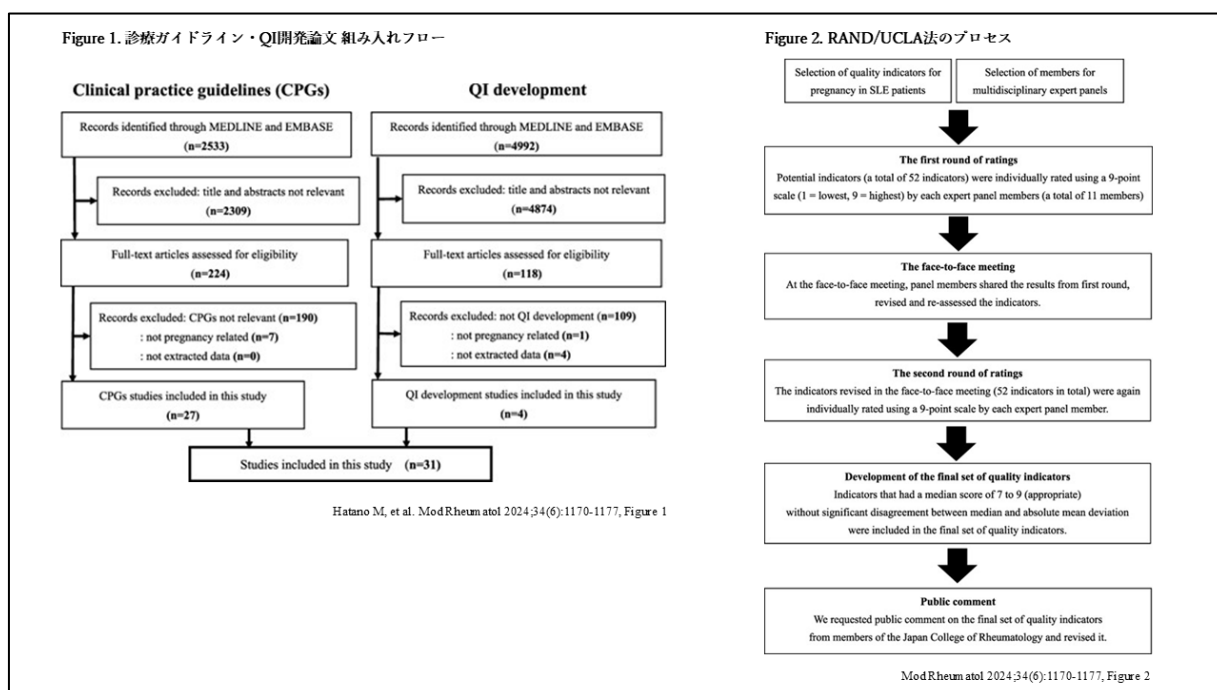 Figure 1. 診療ガイドライン・QI開発論文 組み入れフロー
Clinical practice guidelines (CPGs)
Records identified through MEDLINE and EMBASE
(n=2533)
Records excluded: title and abstracts not relevant
(n=2309)
Full-text articles assessed for eligibility
(n=224)
Records excluded: CPGs not relevant (n=190)
: not pregnancy related (n=7)
: not extracted data (n=0)
CPGs studies included in this study
(n=27)
QI development
Records identified through MEDLINE and EMBASE
(n=4992)
Records excluded: title and abstracts not relevant
(n=4874)
Full-text articles assessed for eligibility
(n=118)
Records excluded: not QI development (n=109)
: not pregnancy related (n=1)
: not extracted data (n=4)
QI development studies included in this study
(n=4)
Studies included in this study (n=31)
Hatano M, et al. Mod Rheumatol 2024;34(6):1170-1177, Figure 1
Figure 2. RAND/UCLA法のプロセス
Selection of quality indicators for
pregnancy in SLE patients
Selection of members for
multidisciplinary expert panels
The first round of ratings
Potential indicators (a total of 52 indicators) were individually rated using a 9-point
scale (1 = lowest, 9 = highest) by each expert panel members (a total of 11 members)
The face-to-face meeting
At the face-to-face meeting, panel members shared the results from first round,
revised and re-assessed the indicators.
The second round of ratings
The indicators revised in the face-to-face meeting (52 indicators in total) were again
individually rated using a 9-point scale by each expert panel member.
Development of the final set of quality indicators
Indicators that had a median score of 7 to 9 (appropriate)
without significant disagreement between median and absolute mean deviation
were included in the final set of quality indicators.
Public comment
We requested public comment on the final set of quality indicators
from members of the Japan College of Rheumatology and revised it.
Mod Rheumatol 2024;34(6):1170-1177, Figure 2